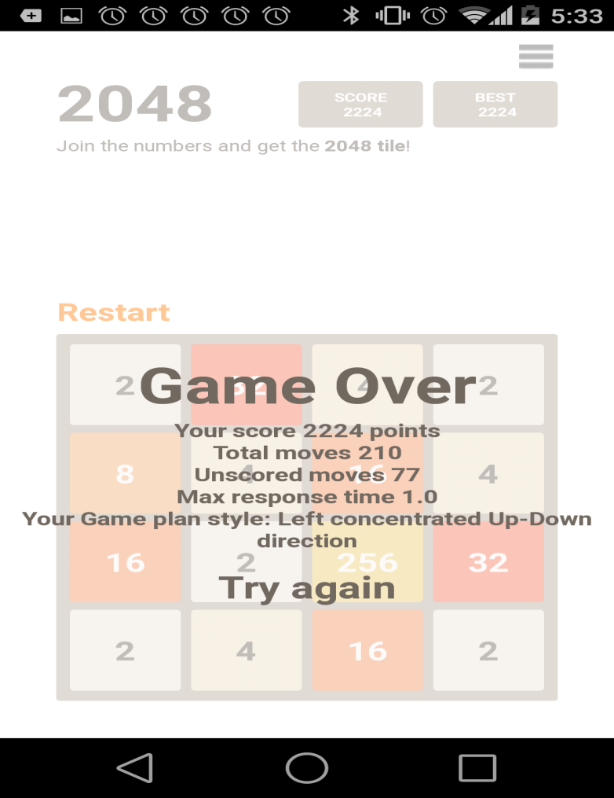 5:33
2048
SCORE
2224
BEST
2224
Join the numbers and get the 2048 tile!
Restart
2 32 4 2
Game Over
Your score 2224 points
Total moves 210
8 4 16 4
Unscored moves 77
Max response time 1.0
Your Game plan style: Left concentrated Up-Down
direction
16 2 256 32
Try again
2 4 16 2